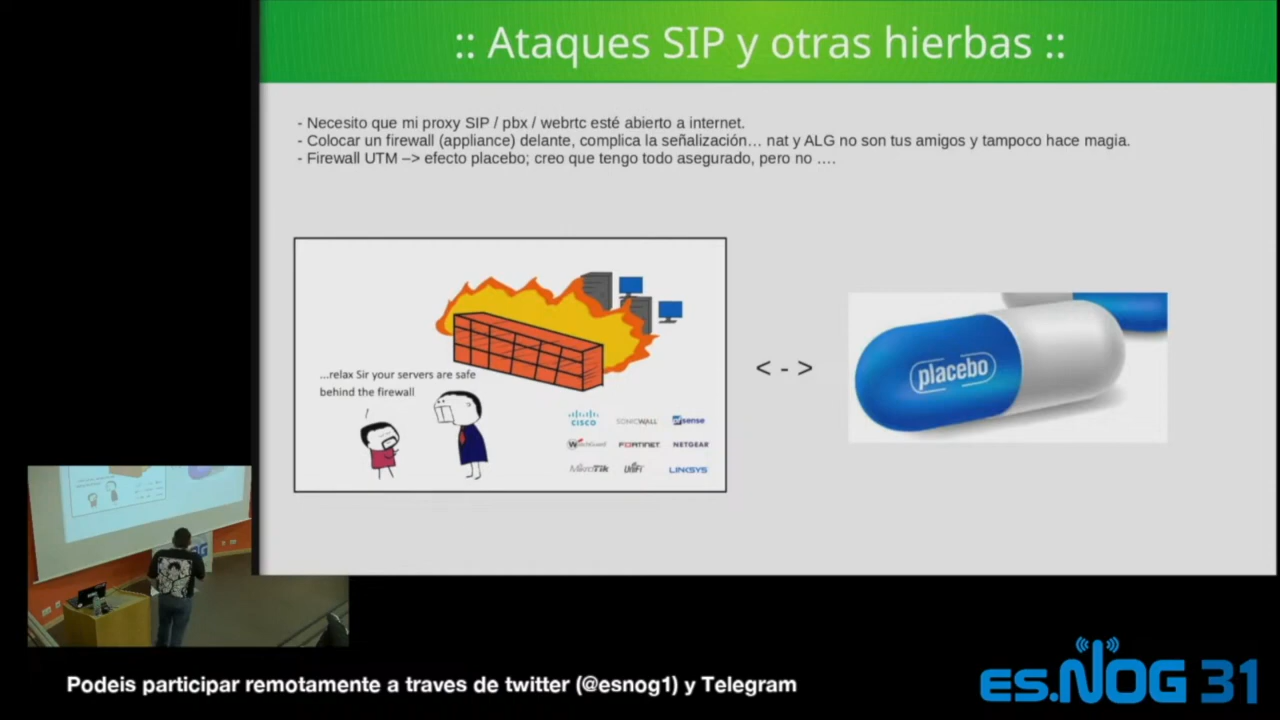 :: Ataques SIP y otras hierbas ::
- Necesito que mi proxy SIP / pbx / webrtc esté abierto a internet.
- Colocar un firewall (appliance) delante, complica la señalización... nat y ALG no son tus amigos y tampoco hace magia.
- Firewall UTM –> efecto placebo; creo que tengo todo asegurado, pero no ....
...relax Sir your servers are safe
behind the firewall
CISCO SONICWALL pfsense
WatchGuard FORTINET NETGEAR
MikroTik UniFi LINKSYS
< - >
placebo
Podeis participar remotamente a traves de twitter (@esnog1) y Telegram
es.NOG 31